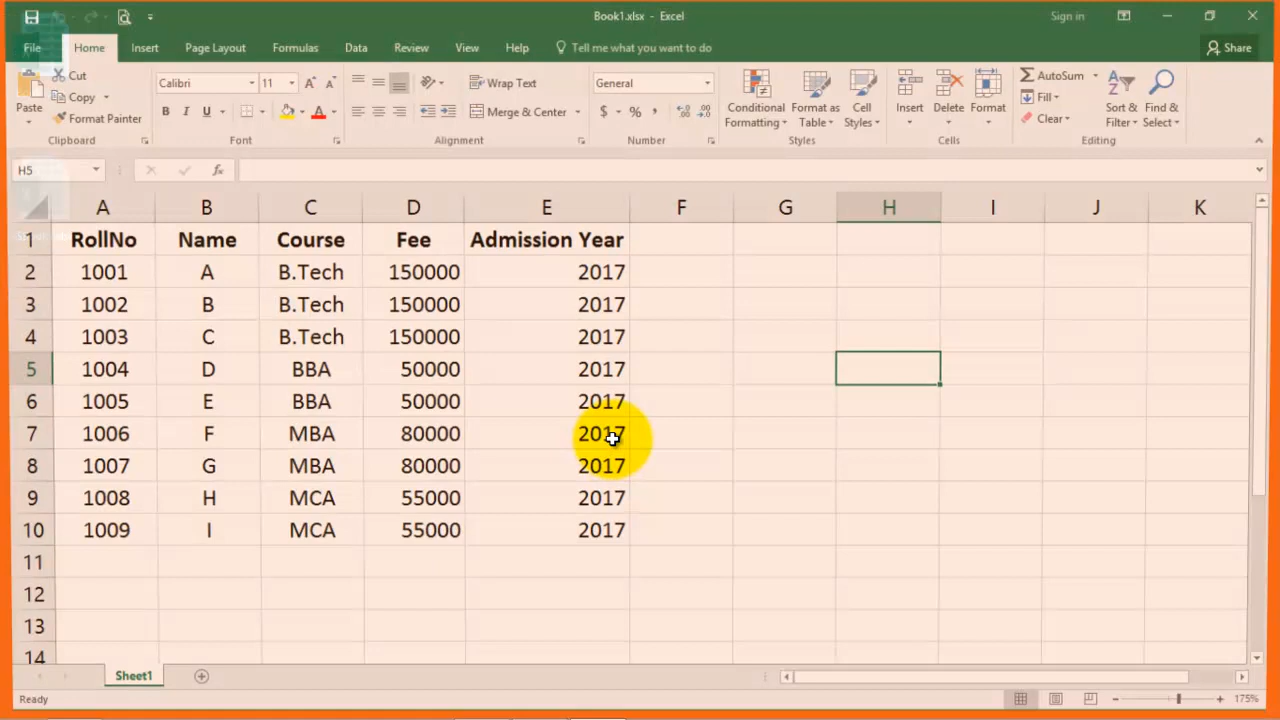 Book1.xlsx - Excel Sign in
File Home Insert Page Layout Formulas Data Review View Help Tell me what you want to do Share
Cut Calibri 11 Wrap Text General AutoSum
Copy Fill
Paste Format Painter B I U Merge & Center $ % , Conditional Formatting Format as Table Cell Styles Insert Delete Format Clear Sort & Filter Find & Select
Clipboard Font Alignment Number Styles Cells Editing
H5 fx
A B C D E F G H I J K
1 RollNo Name Course Fee Admission Year
2 1001 A B.Tech 150000 2017
3 1002 B B.Tech 150000 2017
4 1003 C B.Tech 150000 2017
5 1004 D BBA 50000 2017
6 1005 E BBA 50000 2017
7 1006 F MBA 80000 2017
8 1007 G MBA 80000 2017
9 1008 H MCA 55000 2017
10 1009 I MCA 55000 2017
11
12
13
14
Sheet1
Ready 175%